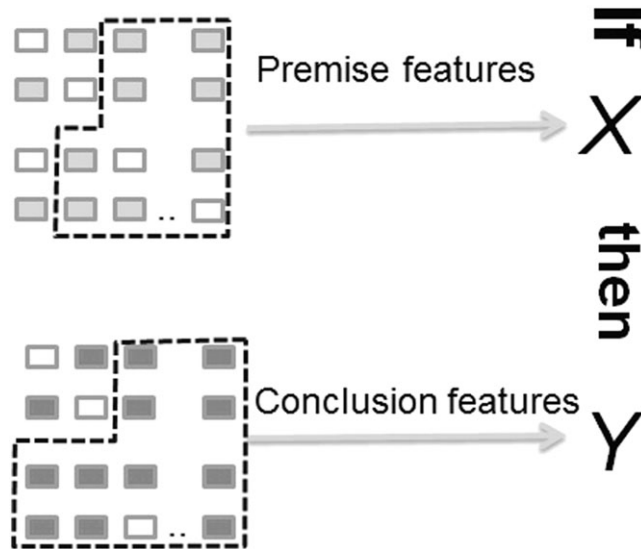 If
Premise features
X
then
..
Conclusion features
Y
..